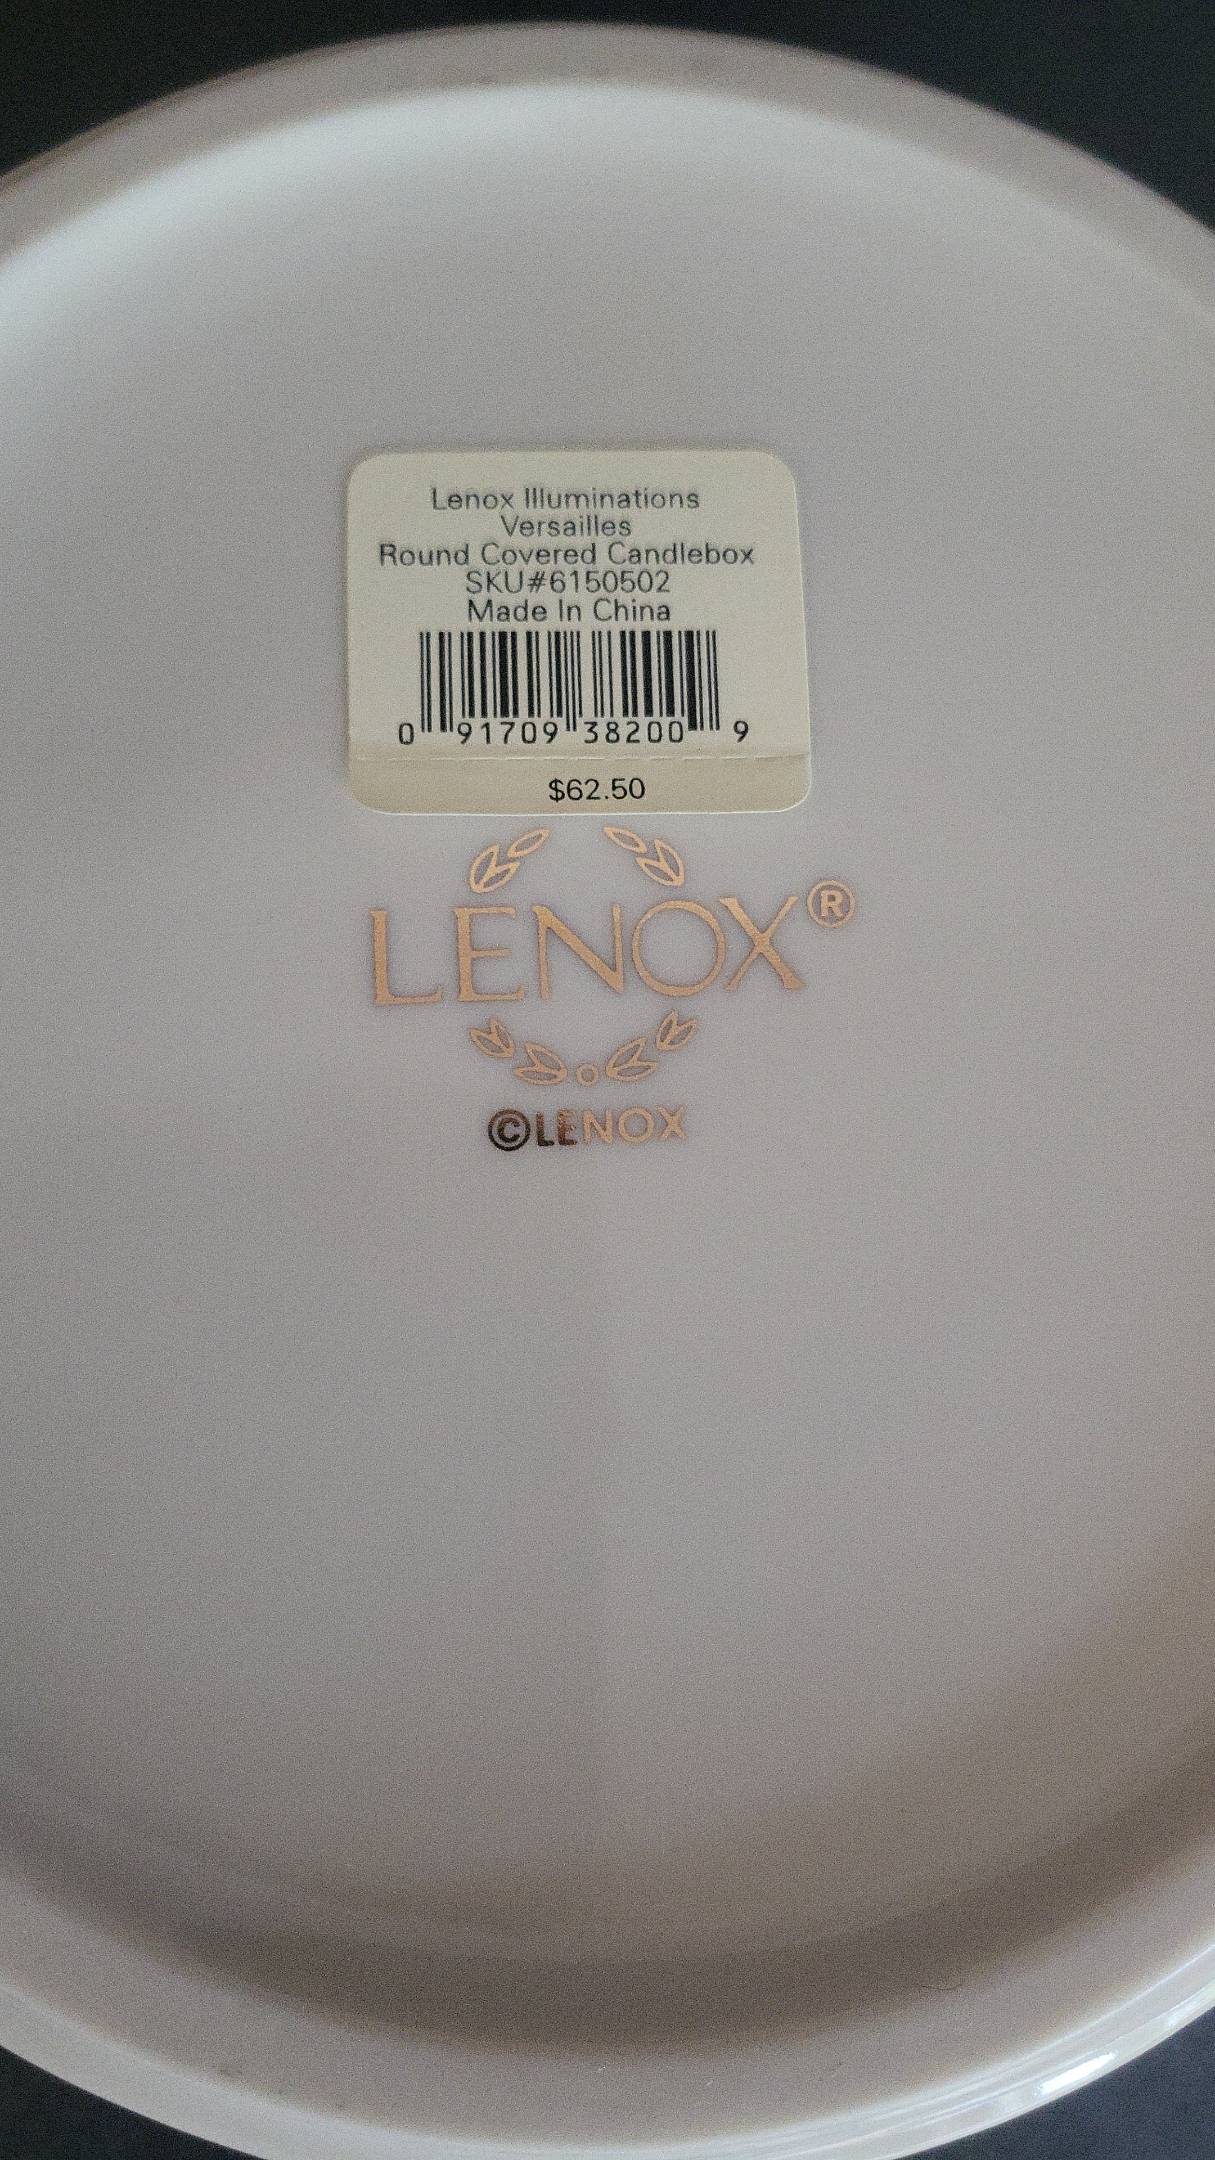 Lenox Illuminations
Versailles
Round Covered Candlebox
SKU#6150502
Made In China
0 91709 38200 9
$62.50
LENOX®
©LENOX